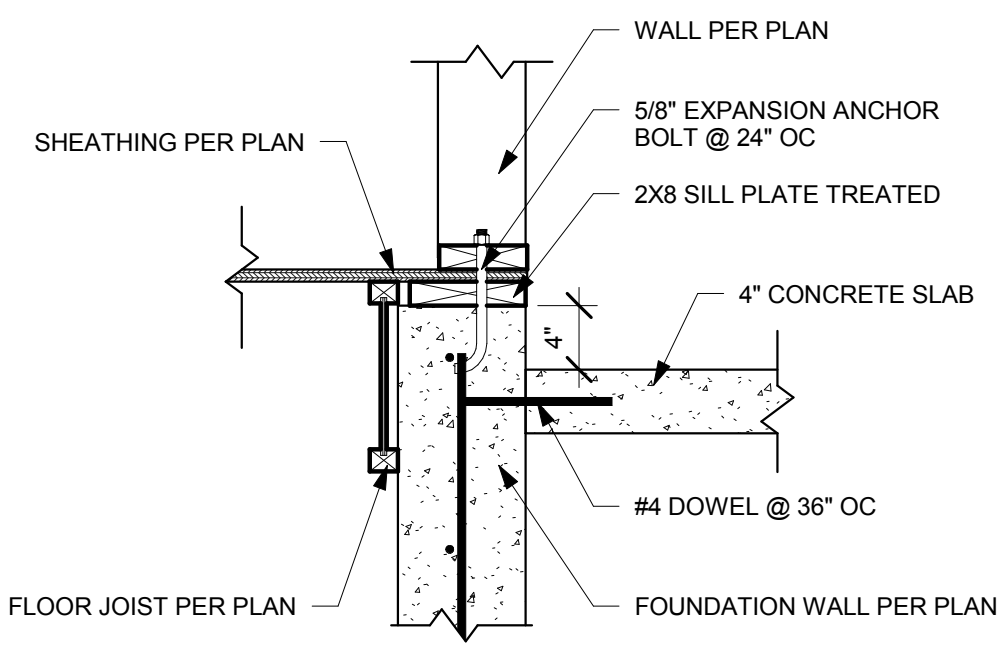 WALL PER PLAN
5/8" EXPANSION ANCHOR
BOLT @ 24" OC
SHEATHING PER PLAN
2X8 SILL PLATE TREATED
4" CONCRETE SLAB
4"
#4 DOWEL @ 36" OC
FLOOR JOIST PER PLAN
FOUNDATION WALL PER PLAN